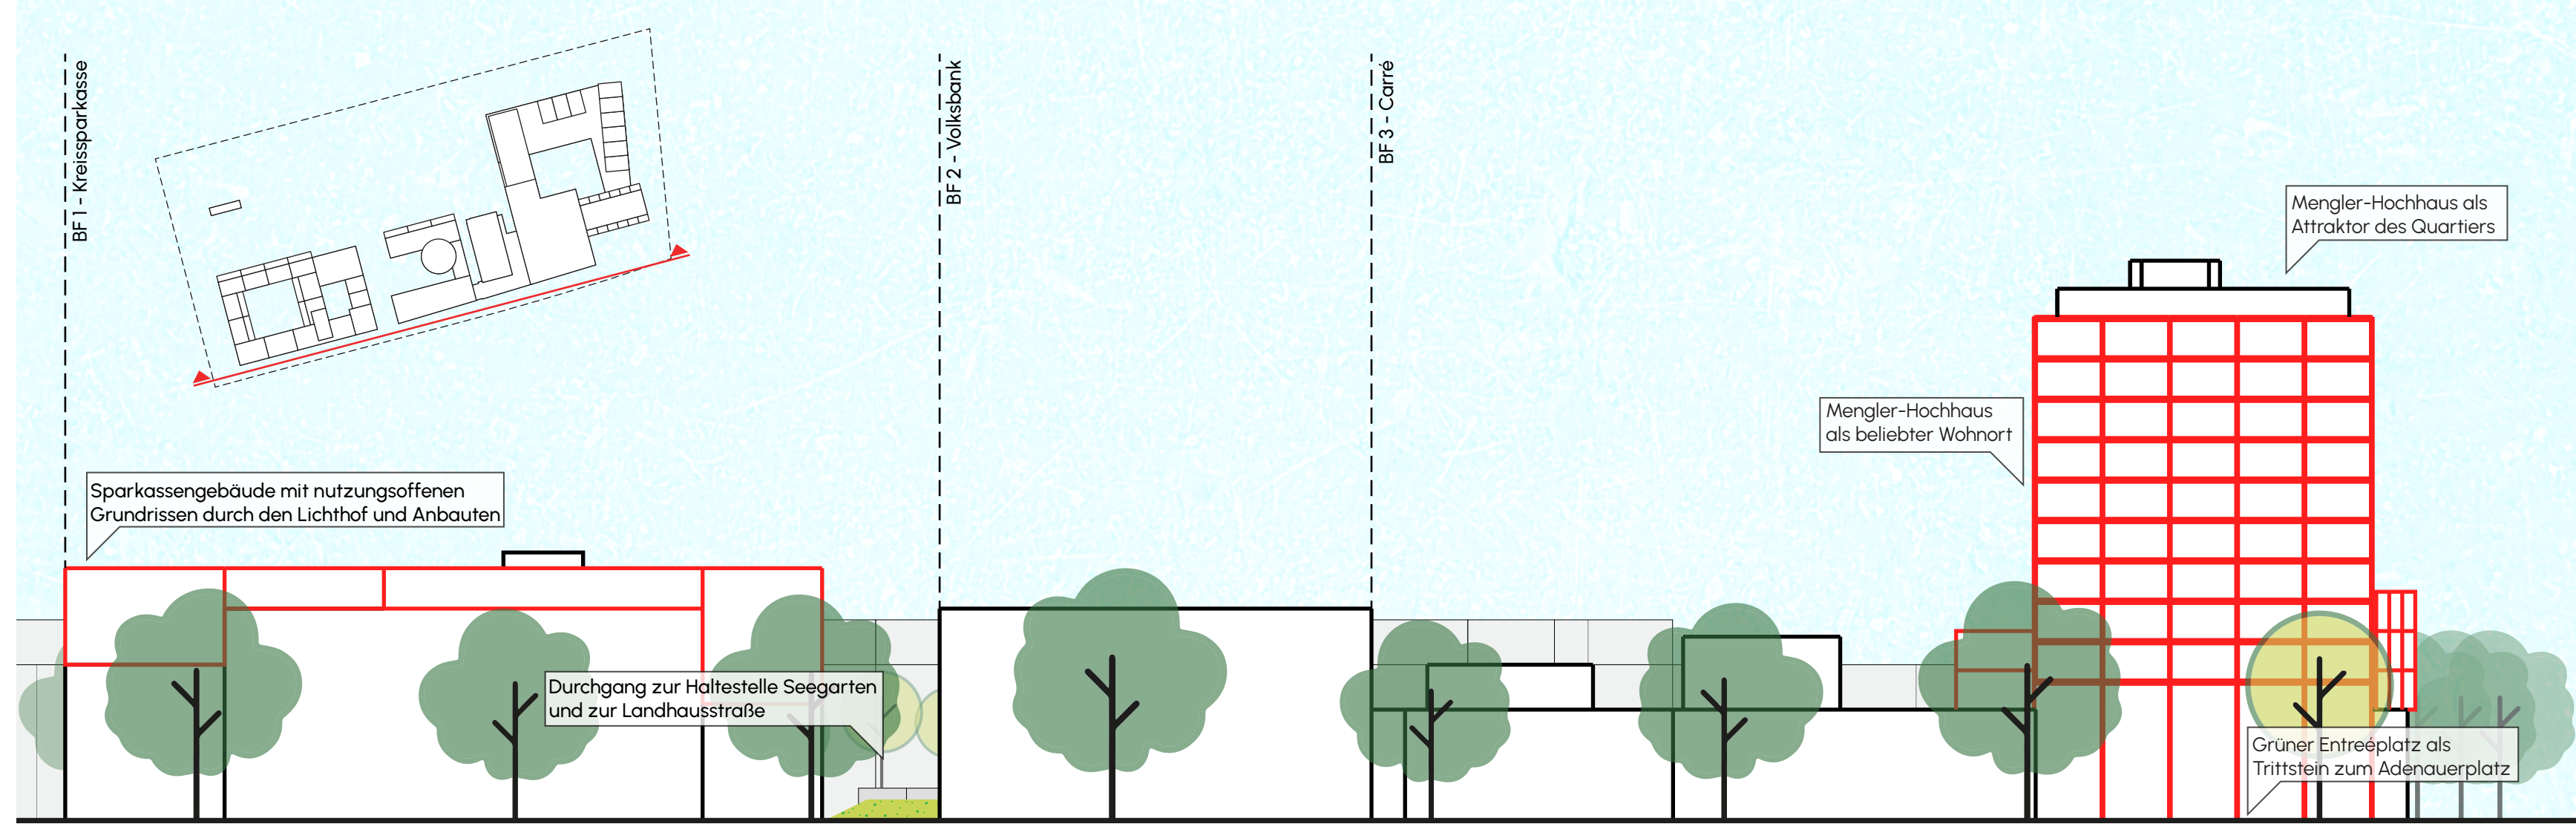 BF 1 - Kreissparkasse
BF 2 - Volksbank
BF 3 - Carré
Mengler-Hochhaus als
Attraktor des Quartiers
Mengler-Hochhaus
als beliebter Wohnort
Sparkassengebäude mit nutzungsoffenen
Grundrissen durch den Lichthof und Anbauten
Durchgang zur Haltestelle Seegarten
und zur Landhausstraße
Grüner Entreéplatz als
Trittstein zum Adenauerplatz